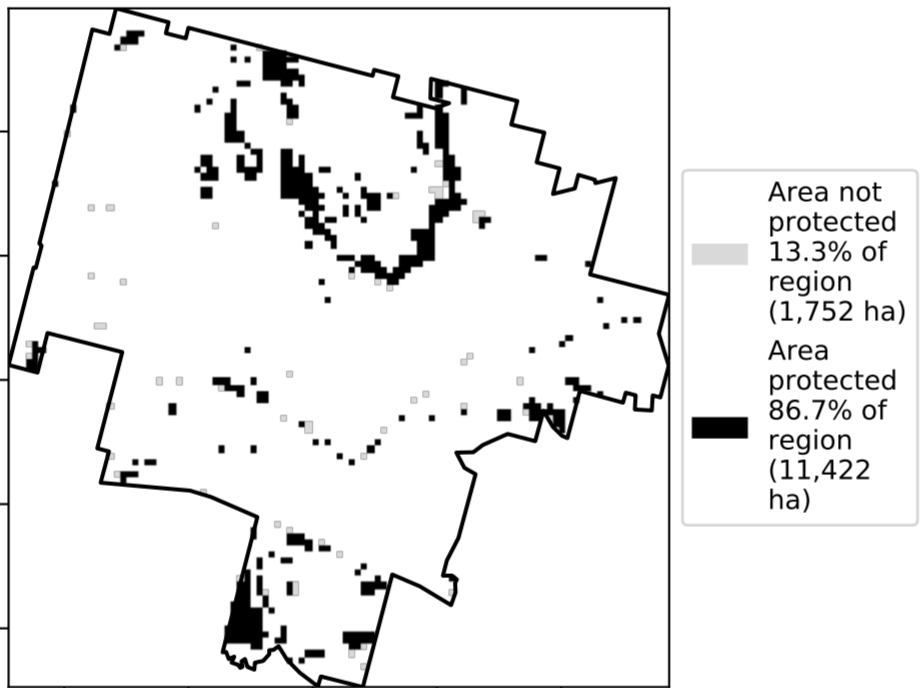 Area not
protected
13.3% of
region
(1,752 ha)
Area
protected
86.7% of
region
(11,422
ha)